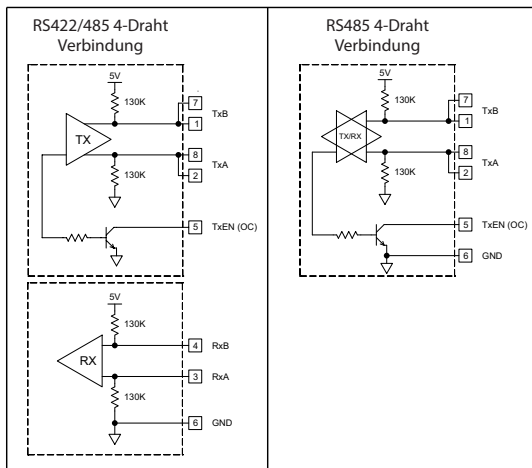 RS422/485 4-Draht
Verbindung
5V
130K
7
TxB
1
TX
8
TxA
130K
2
5
TxEN (OC)
5V
130K
4
RxB
RX
3
RxA
130K
6
GND
RS485 4-Draht
Verbindung
5V
130K
7
TxB
1
TX/RX
8
TxA
130K
2
5
TxEN (OC)
6
GND